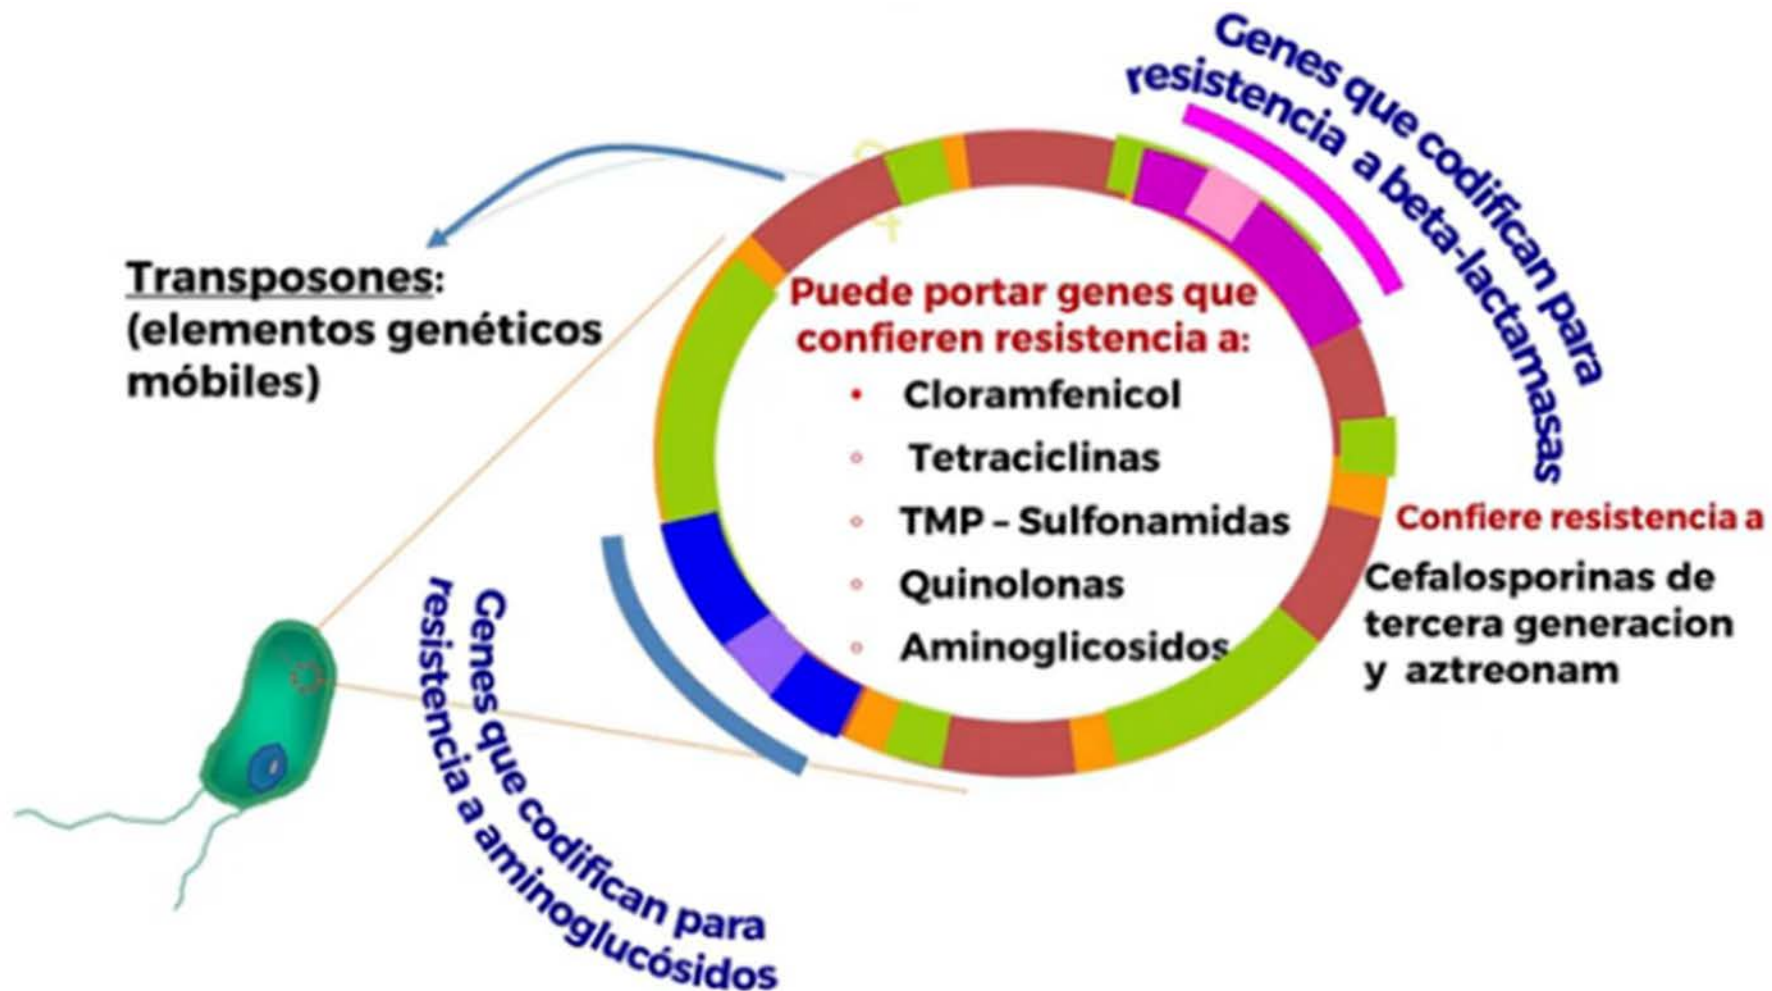 Genes que codifican para
resistencia a beta-lactamasas
Transposones:
(elementos genéticos
móbiles)
Puede portar genes que
confieren resistencia a:
• Cloramfenicol
◦ Tetraciclinas
◦ TMP – Sulfonamidas
◦ Quinolonas
◦ Aminoglicosidos
Confiere resistencia a
Cefalosporinas de
tercera generacion
y aztreonam
Genes que codifican para
resistencia a aminoglucósidos